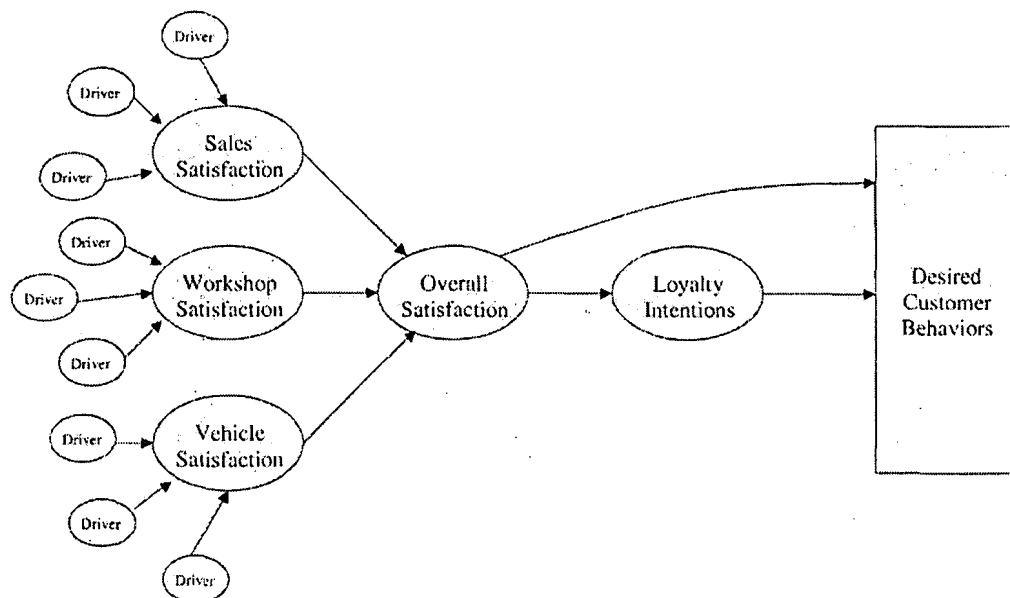 Driver
Driver
Sales
Satisfaction
Driver
Driver
Workshop
Satisfaction
Driver
Driver
Overall
Satisfaction
Loyalty
Intentions
Desired
Customer
Behaviors
Driver
Vehicle
Satisfaction
Driver
Driver